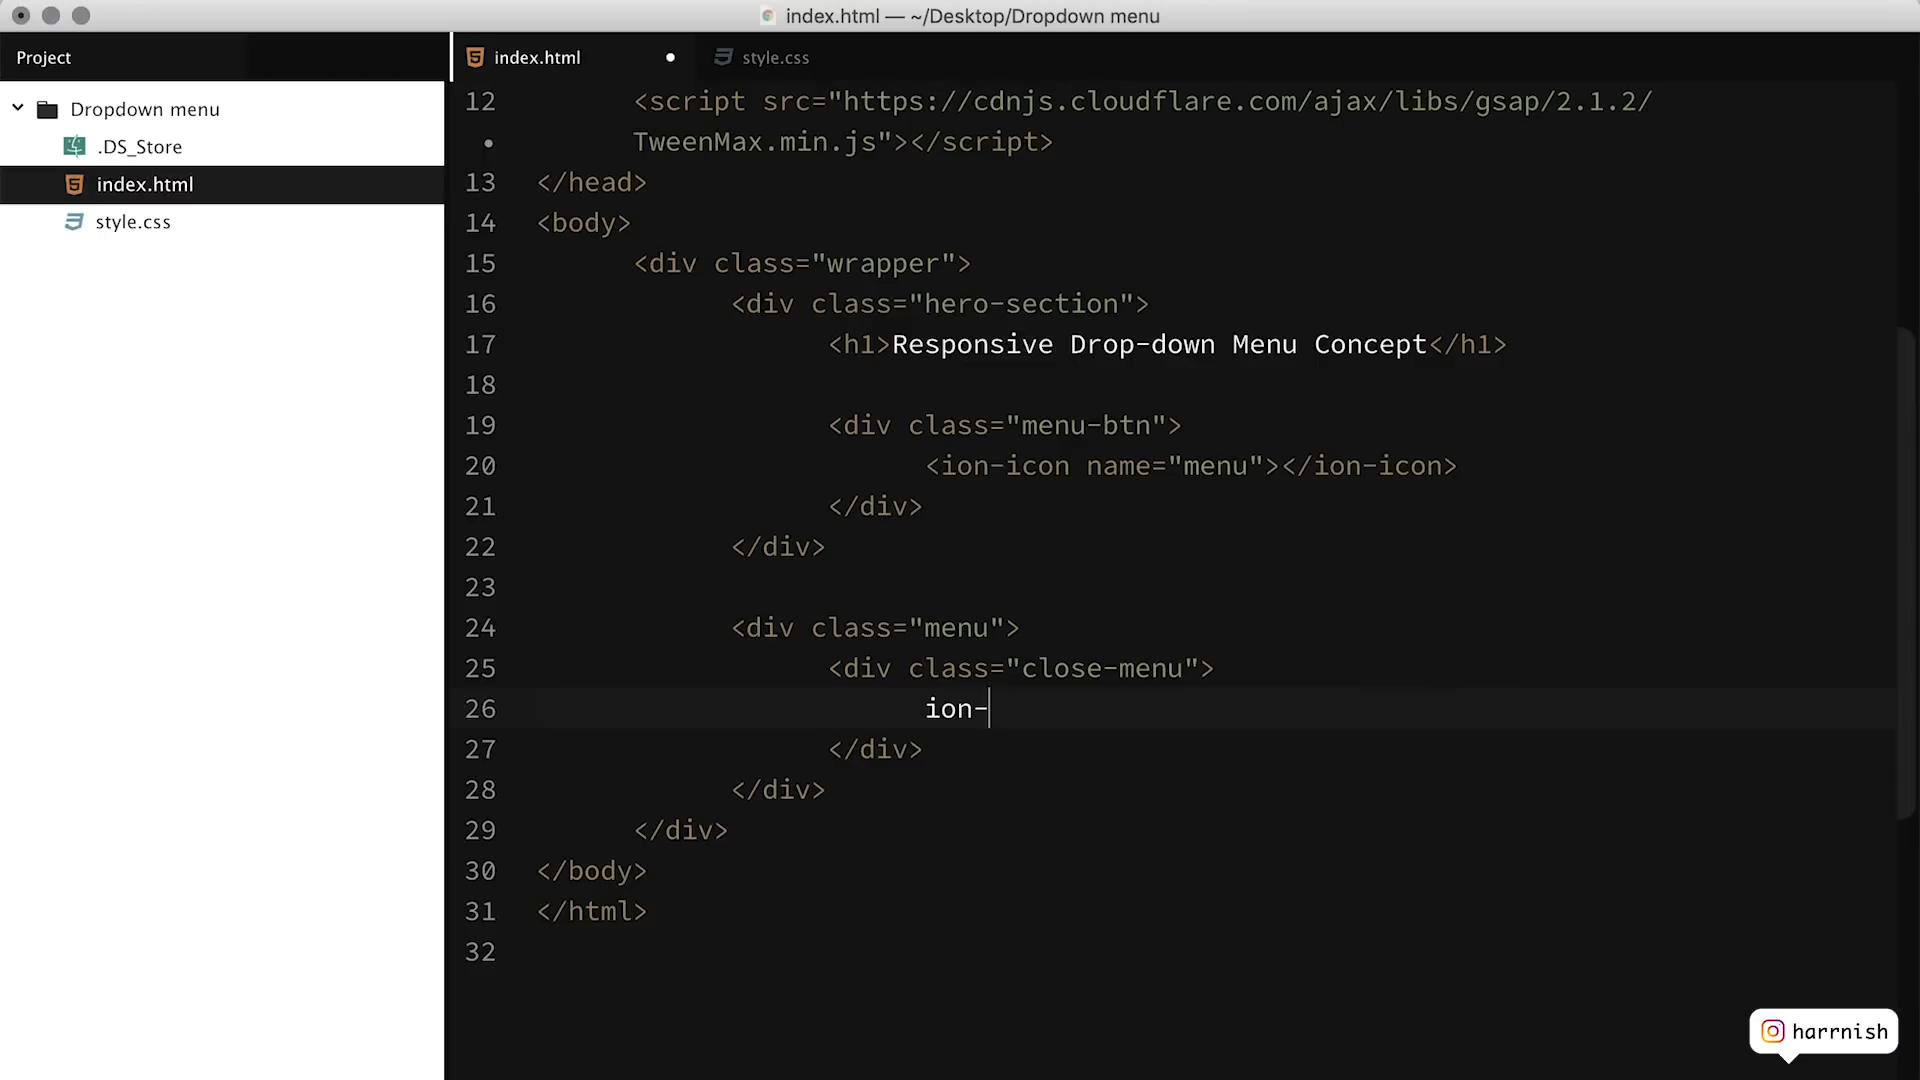 index.html — ~/Desktop/Dropdown menu
Project
index.html
style.css
Dropdown menu
.DS_Store
index.html
style.css
12 <script src="https://cdnjs.cloudflare.com/ajax/libs/gsap/2.1.2/
• TweenMax.min.js"></script>
13 </head>
14 <body>
15 <div class="wrapper">
16 <div class="hero-section">
17 <h1>Responsive Drop-down Menu Concept</h1>
18
19 <div class="menu-btn">
20 <ion-icon name="menu"></ion-icon>
21 </div>
22 </div>
23
24 <div class="menu">
25 <div class="close-menu">
26 ion-
27 </div>
28 </div>
29 </div>
30 </body>
31 </html>
32
harrnish